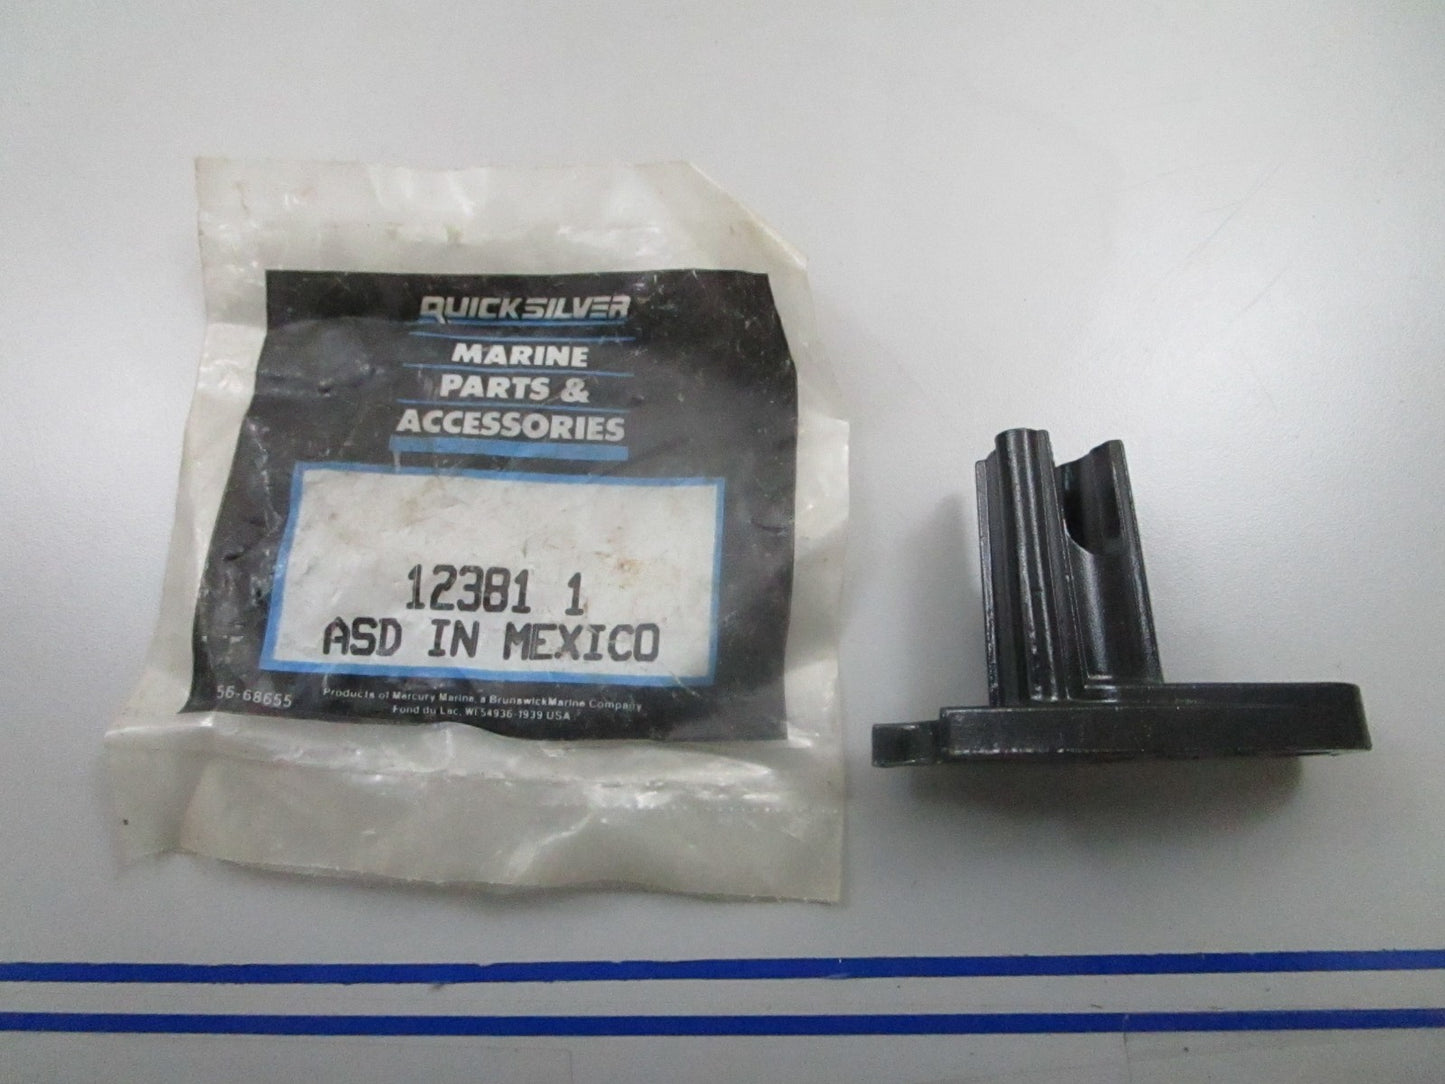 QUICKSILVER
MARINE
PARTS &
ACCESSORIES
12381 1
ASD IN MEXICO
56-68655
Products of Mercury Marine, a Brunswick Marine Company
Fond du Lac, WI 54936-1939 USA